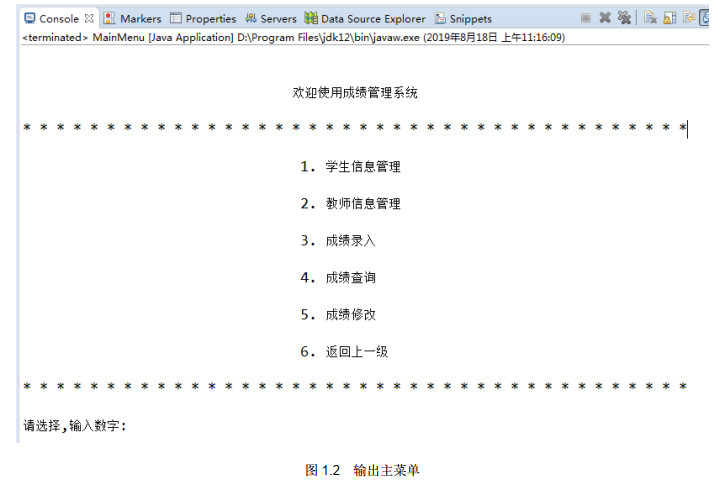 Console Markers Properties Servers Data Source Explorer Snippets
<terminated> MainMenu [Java Application] D:\Program Files\jdk12\bin\javaw.exe (2019年8月18日 上午11:16:09)
欢迎使用成绩管理系统
* * * * * * * * * * * * * * * * * * * * * * * * * * * * * * * * * * * * * * * *
1. 学生信息管理
2. 教师信息管理
3. 成绩录入
4. 成绩查询
5. 成绩修改
6. 返回上一级
* * * * * * * * * * * * * * * * * * * * * * * * * * * * * * * * * * * * * * * *
请选择,输入数字:
图 1.2 输出主菜单